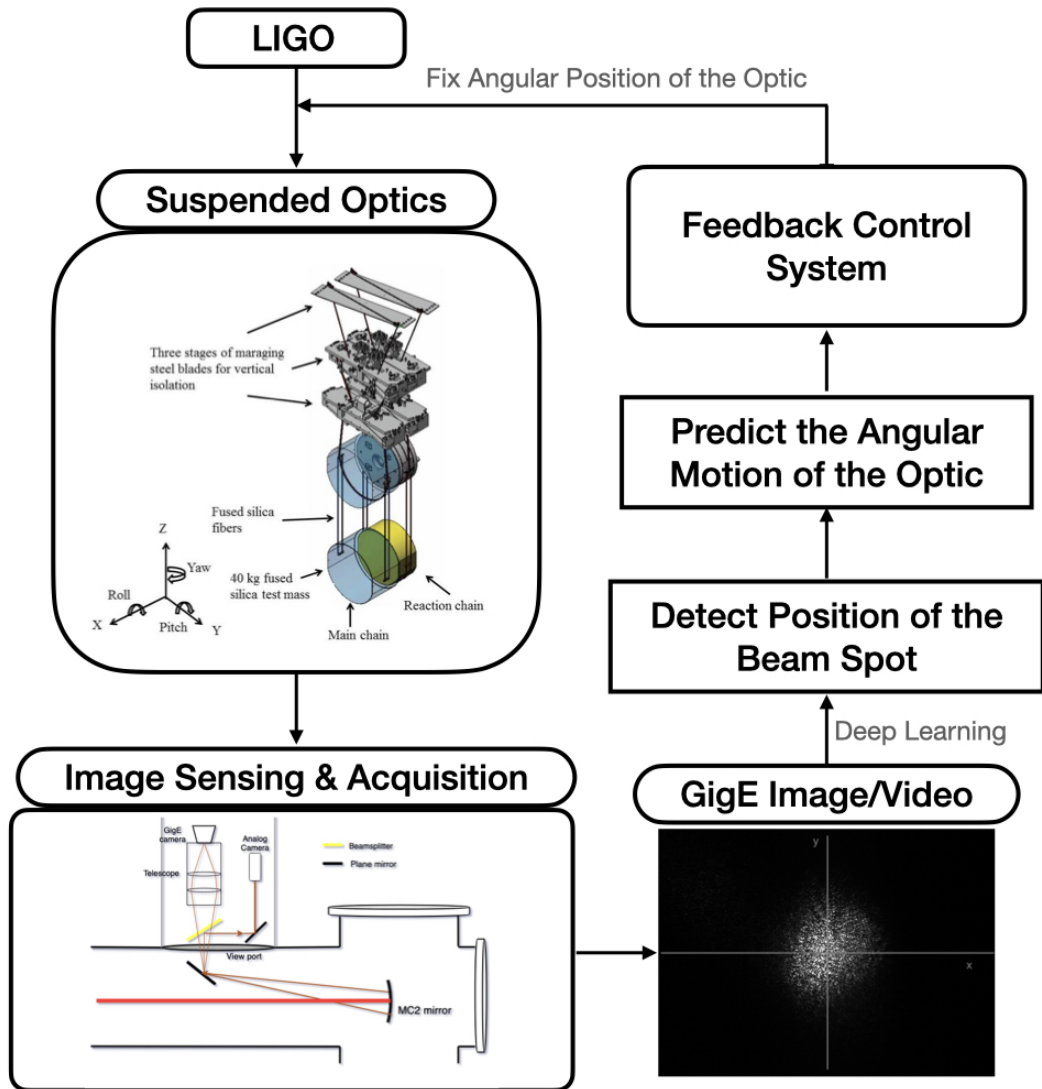 LIGO
Fix Angular Position of the Optic
Suspended Optics
Three stages of maraging
steel blades for vertical
isolation
Fused silica
fibers
40 kg fused
silica test mass
Reaction chain
Main chain
Z
Yaw
Roll
X
Pitch
Y
Image Sensing & Acquisition
GigE
camera
Analog
Camera
Telescope
Beamsplitter
Plane mirror
View port
MC2 mirror
GigE Image/Video
y
x
Deep Learning
Detect Position of the
Beam Spot
Predict the Angular
Motion of the Optic
Feedback Control
System